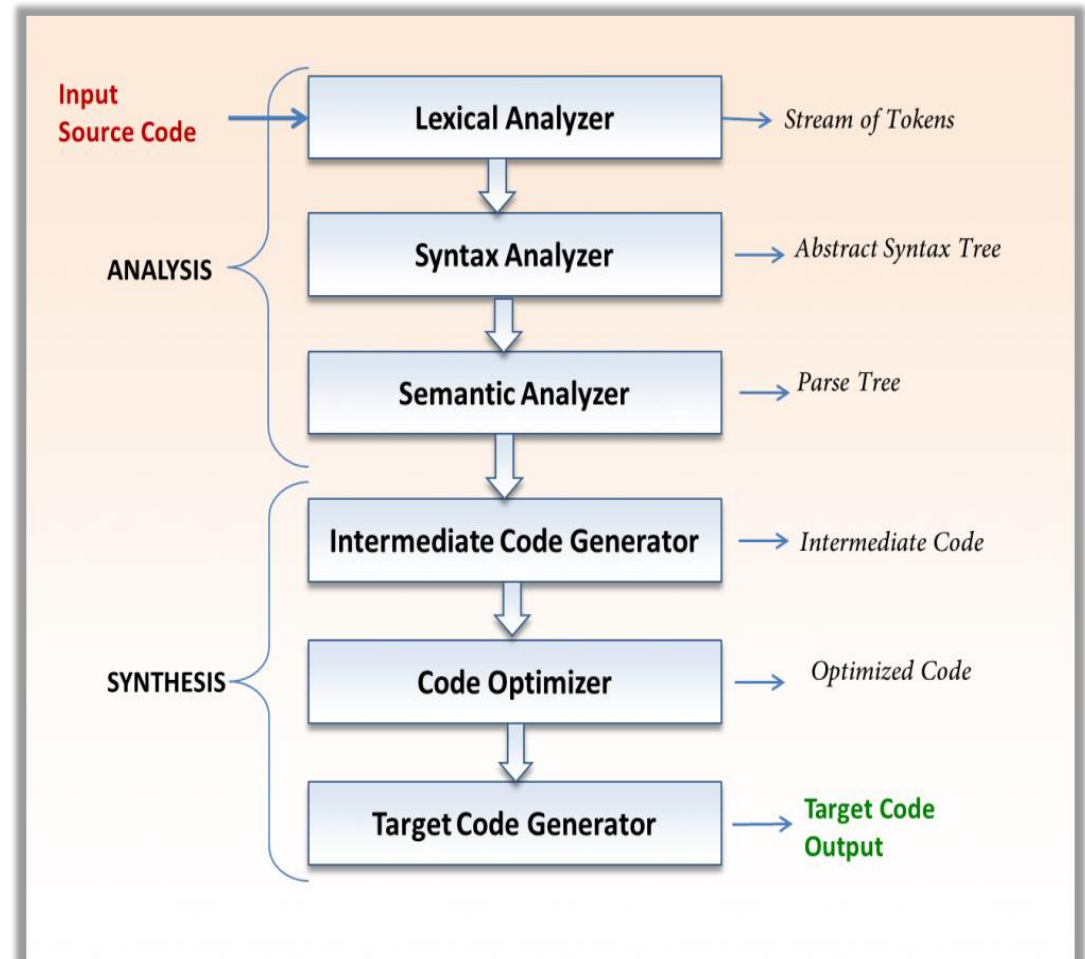 Input
Source Code
Lexical Analyzer
Stream of Tokens
Syntax Analyzer
Abstract Syntax Tree
ANALYSIS
Semantic Analyzer
Parse Tree
Intermediate Code Generator
Intermediate Code
SYNTHESIS
Code Optimizer
Optimized Code
Target Code Generator
Target Code
Output